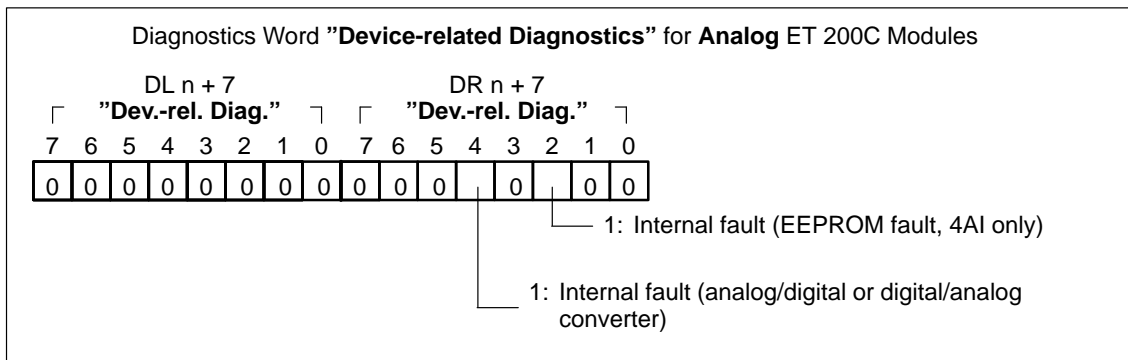 Diagnostics Word ”Device-related Diagnostics” for Analog ET 200C Modules
DL n + 7 DR n + 7
”Dev.-rel. Diag.” ”Dev.-rel. Diag.”
7 6 5 4 3 2 1 0 7 6 5 4 3 2 1 0
0 0 0 0 0 0 0 0 0 0 0 0 0 0
1: Internal fault (EEPROM fault, 4AI only)
1: Internal fault (analog/digital or digital/analog
converter)